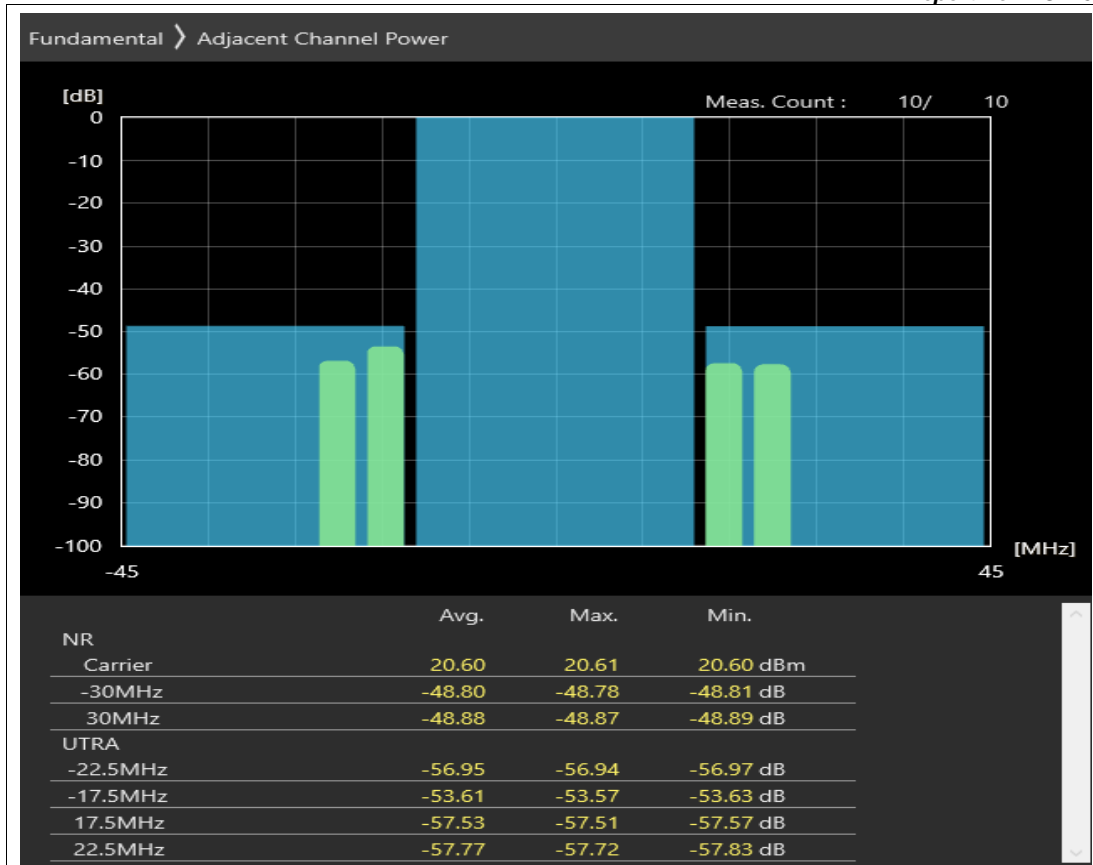 Fundamental 〉 Adjacent Channel Power
[dB]
Meas. Count : 10/ 10
0
-10
-20
-30
-40
-50
-60
-70
-80
-90
-100
[MHz]
-45 45
Avg. Max. Min.
NR
Carrier 20.60 20.61 20.60 dBm
-30MHz -48.80 -48.78 -48.81 dB
30MHz -48.88 -48.87 -48.89 dB
UTRA
-22.5MHz -56.95 -56.94 -56.97 dB
-17.5MHz -53.61 -53.57 -53.63 dB
17.5MHz -57.53 -57.51 -57.57 dB
22.5MHz -57.77 -57.72 -57.83 dB